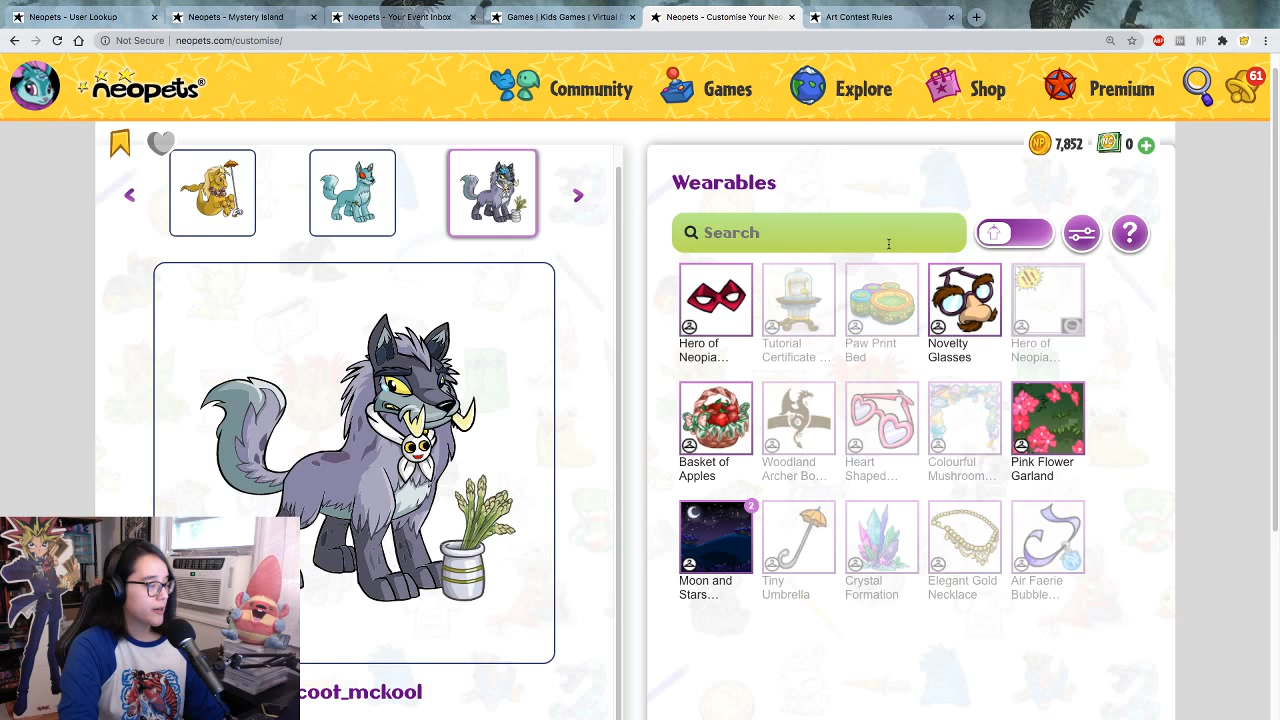 Neopets - User Lookup
Neopets - Mystery Island
Neopets - Your Event Inbox
Games | Kids Games | Virtual
Neopets - Customise Your Neo
Art Contest Rules
Not Secure | neopets.com/customise/
neopets
Community
Games
Explore
Shop
Premium
61
7,852
0
Wearables
Search
?
Hero of
Neopia...
Tutorial
Certificate ...
Paw Print
Bed
Novelty
Glasses
Hero of
Neopia...
Basket of
Apples
Woodland
Archer Bo...
Heart
Shaped...
Colourful
Mushroom...
Pink Flower
Garland
2
Moon and
Stars...
Tiny
Umbrella
Crystal
Formation
Elegant Gold
Necklace
Air Faerie
Bubble...
coot_mckool